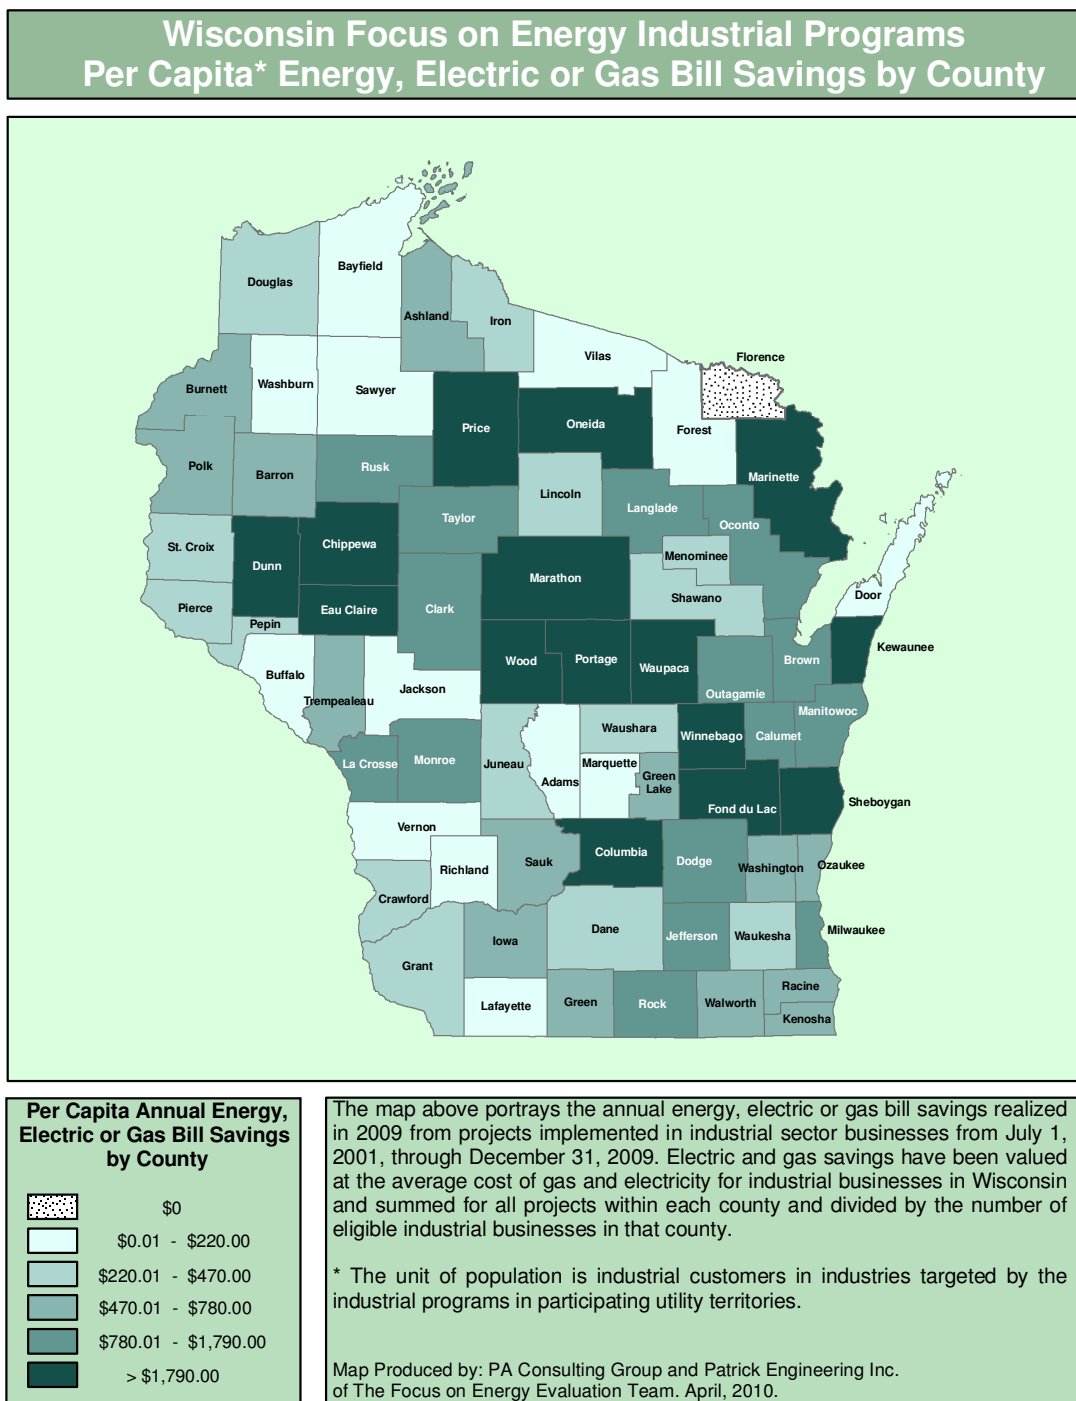 Wisconsin Focus on Energy Industrial Programs
Per Capita* Energy, Electric or Gas Bill Savings by County
Bayfield
Douglas
Ashland
Iron
Vilas
Florence
Burnett
Washburn
Sawyer
Price
Oneida
Forest
Marinette
Polk
Barron
Rusk
Lincoln
Langlade
Taylor
Oconto
St. Croix
Dunn
Chippewa
Menominee
Marathon
Door
Pierce
Eau Claire
Clark
Shawano
Pepin
Kewaunee
Buffalo
Wood
Portage
Waupaca
Brown
Jackson
Trempealeau
Outagamie
Manitowoc
Waushara
Winnebago
Calumet
La Crosse
Monroe
Juneau
Marquette
Adams
Green
Lake
Sheboygan
Fond du Lac
Vernon
Columbia
Sauk
Dodge
Richland
Washington
Ozaukee
Crawford
Dane
Jefferson
Waukesha
Milwaukee
Iowa
Grant
Racine
Lafayette
Green
Rock
Walworth
Kenosha
Per Capita Annual Energy,
Electric or Gas Bill Savings
by County
$0
$0.01 - $220.00
$220.01 - $470.00
$470.01 - $780.00
$780.01 - $1,790.00
> $1,790.00
The map above portrays the annual energy, electric or gas bill savings realized
in 2009 from projects implemented in industrial sector businesses from July 1,
2001, through December 31, 2009. Electric and gas savings have been valued
at the average cost of gas and electricity for industrial businesses in Wisconsin
and summed for all projects within each county and divided by the number of
eligible industrial businesses in that county.
* The unit of population is industrial customers in industries targeted by the
industrial programs in participating utility territories.
Map Produced by: PA Consulting Group and Patrick Engineering Inc.
of The Focus on Energy Evaluation Team. April, 2010.